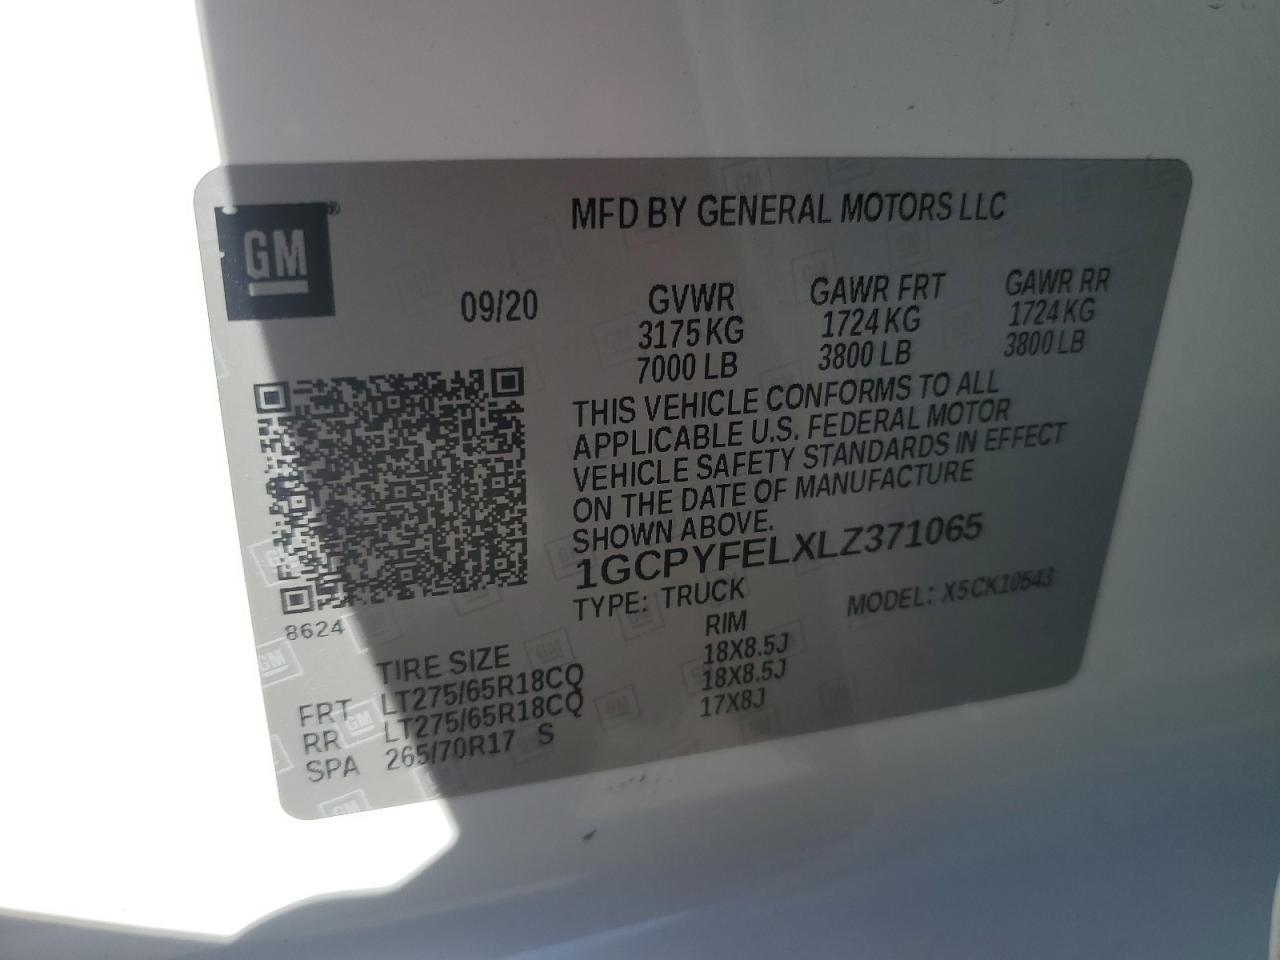 GM
MFD BY GENERAL MOTORS LLC
09/20
GVWR
3175 KG
7000 LB
GAWR FRT
1724 KG
3800 LB
GAWR RR
1724 KG
3800 LB
THIS VEHICLE CONFORMS TO ALL
APPLICABLE U.S. FEDERAL MOTOR
VEHICLE SAFETY STANDARDS IN EFFECT
ON THE DATE OF MANUFACTURE
SHOWN ABOVE.
1GCPYFELXLZ371065
TYPE: TRUCK
MODEL: X5CK10543
8624
TIRE SIZE RIM
FRT LT275/65R18CQ 18X8.5J
RR LT275/65R18CQ 18X8.5J
SPA 265/70R17 S 17X8J